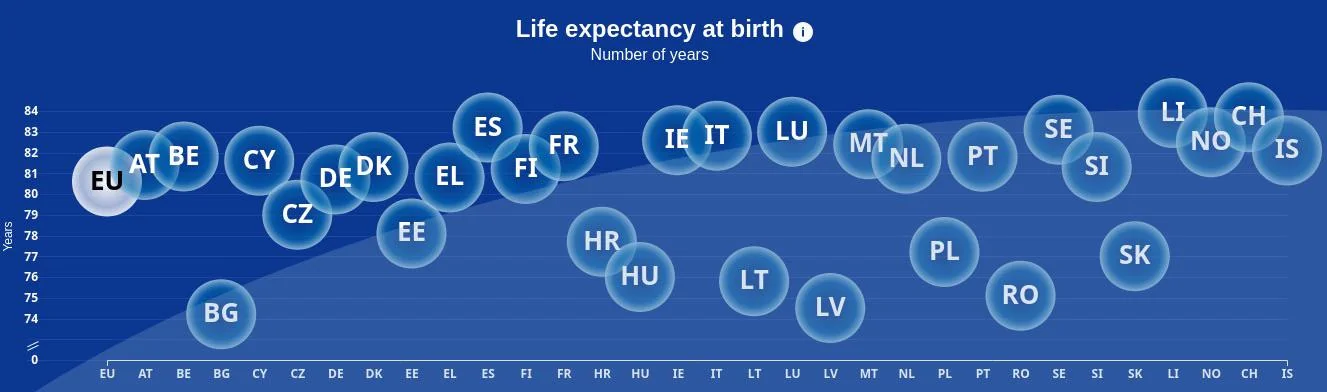 Life expectancy at birth i
Number of years
Years
84
83
82
81
80
79
78
77
76
75
74
0
EU AT BE BG CY CZ DE DK EE EL ES FI FR HR HU IE IT LT LU LV MT NL PL PT RO SE SI SK LI NO CH IS
EU AT BE BG CY CZ DE DK EE EL ES FI FR HR HU IE IT LT LU LV MT NL PL PT RO SE SI SK LI NO CH IS